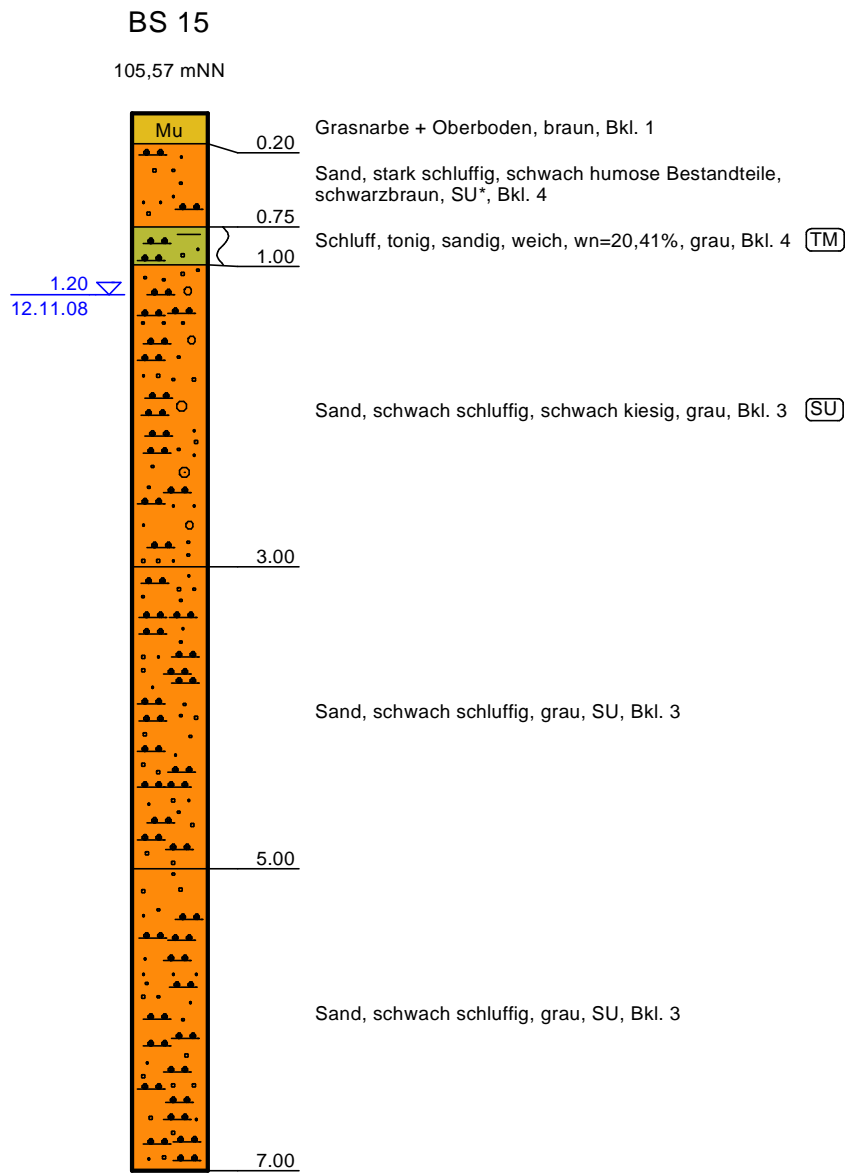 BS 15
105,57 mNN
Mu
0.20
Grasnarbe + Oberboden, braun, Bkl. 1
Sand, stark schluffig, schwach humose Bestandteile,
schwarzbraun, SU*, Bkl. 4
0.75
Schluff, tonig, sandig, weich, wn=20,41%, grau, Bkl. 4 TM
1.00
1.20
12.11.08
Sand, schwach schluffig, schwach kiesig, grau, Bkl. 3 SU
3.00
Sand, schwach schluffig, grau, SU, Bkl. 3
5.00
Sand, schwach schluffig, grau, SU, Bkl. 3
7.00